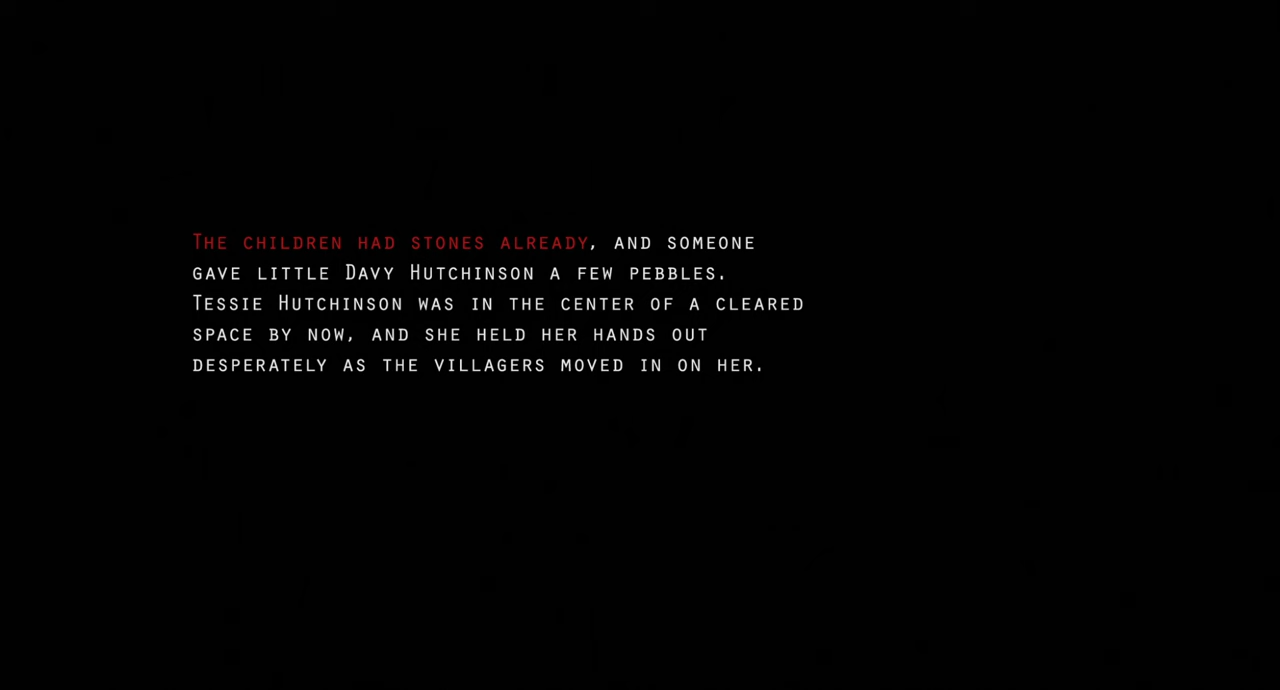 The children had stones already, and someone
gave little Davy Hutchinson a few pebbles.
Tessie Hutchinson was in the center of a cleared
space by now, and she held her hands out
desperately as the villagers moved in on her.